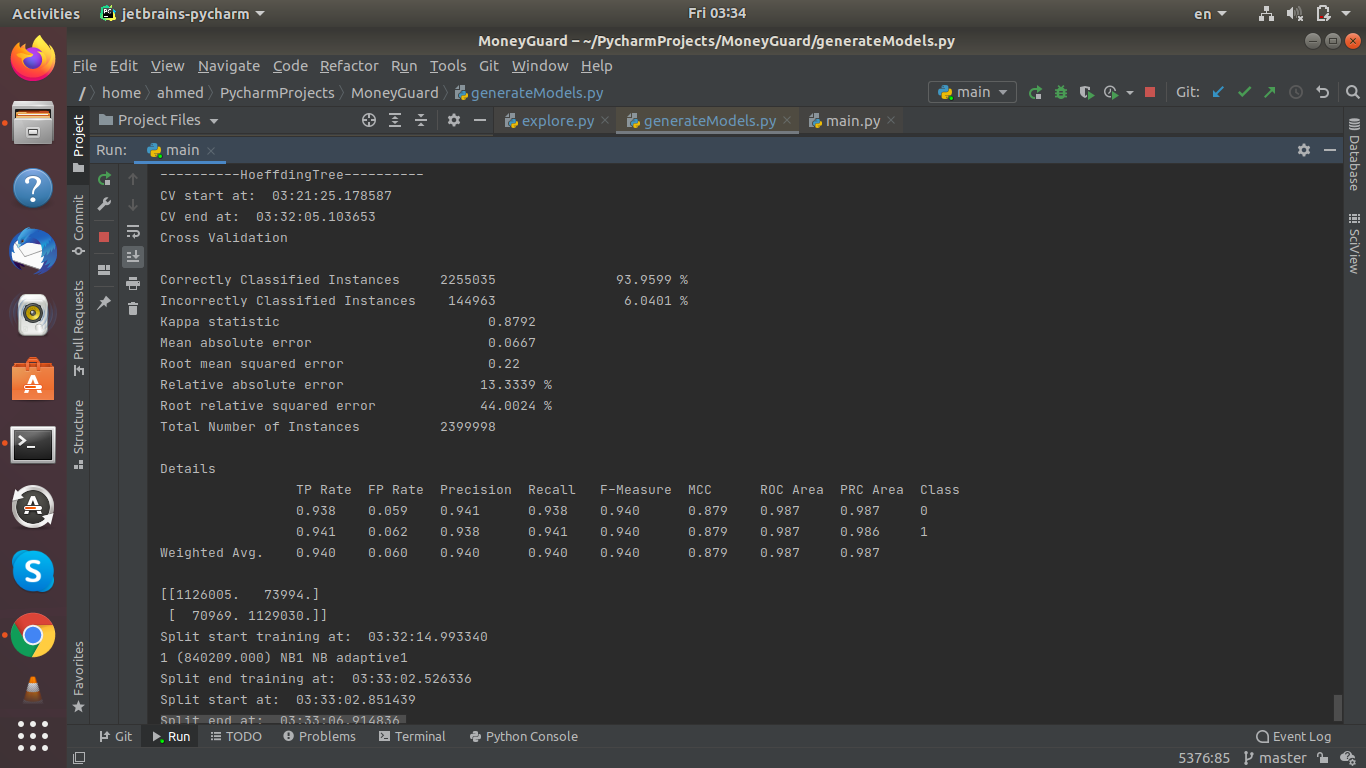 Activities jetbrains-pycharm Fri 03:34 en
MoneyGuard – ~/PycharmProjects/MoneyGuard/generateModels.py
File Edit View Navigate Code Refactor Run Tools Git Window Help
/ home ahmed PycharmProjects MoneyGuard generateModels.py main Git:
Project Files explore.py generateModels.py main.py
Run: main
Project
Commit
Pull Requests
Structure
Favorites
Database
SciView
----------HoeffdingTree----------
CV start at: 03:21:25.178587
CV end at: 03:32:05.103653
Cross Validation
Correctly Classified Instances 2255035 93.9599 %
Incorrectly Classified Instances 144963 6.0401 %
Kappa statistic 0.8792
Mean absolute error 0.0667
Root mean squared error 0.22
Relative absolute error 13.3339 %
Root relative squared error 44.0024 %
Total Number of Instances 2399998
Details
TP Rate FP Rate Precision Recall F-Measure MCC ROC Area PRC Area Class
0.938 0.059 0.941 0.938 0.940 0.879 0.987 0.987 0
0.941 0.062 0.938 0.941 0.940 0.879 0.987 0.986 1
Weighted Avg. 0.940 0.060 0.940 0.940 0.940 0.879 0.987 0.987
[[1126005. 73994.]
[ 70969. 1129030.]]
Split start training at: 03:32:14.993340
1 (840209.000) NB1 NB adaptive1
Split end training at: 03:33:02.526336
Split start at: 03:33:02.851439
Split end at: 03:33:06.914836
Git Run TODO Problems Terminal Python Console Event Log
5376:85 master